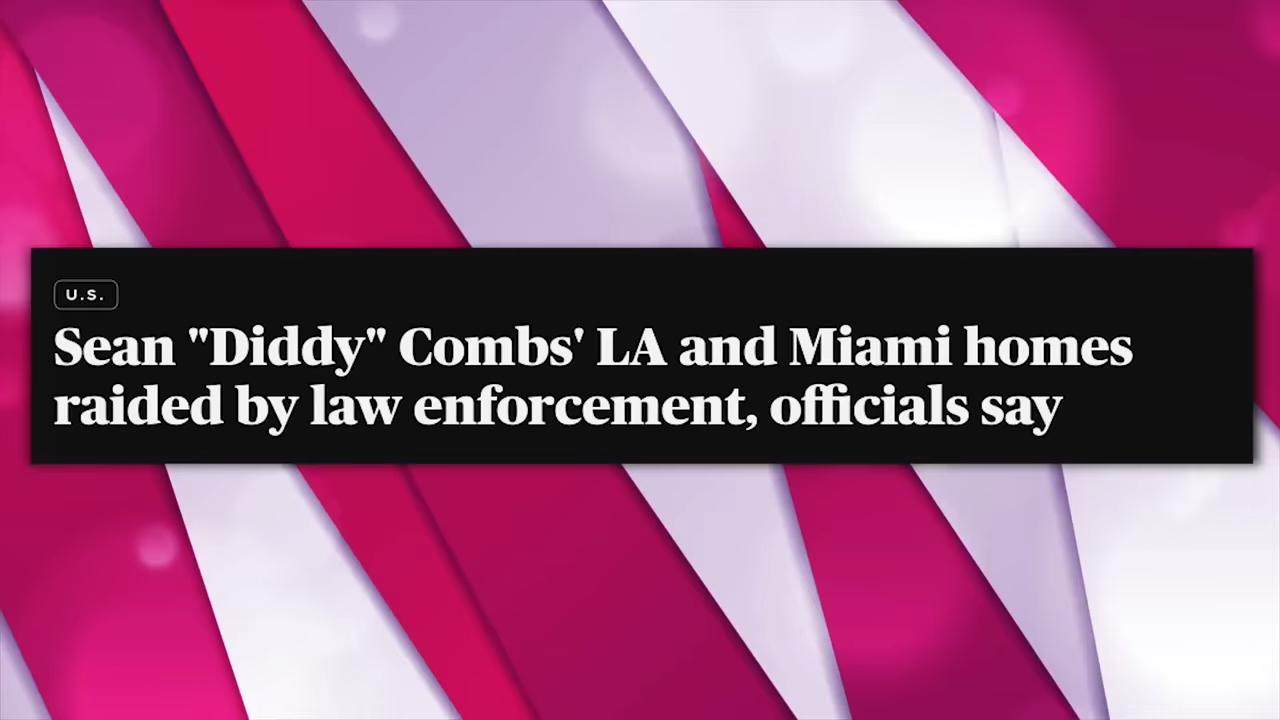 U.S.
Sean "Diddy" Combs' LA and Miami homes
raided by law enforcement, officials say